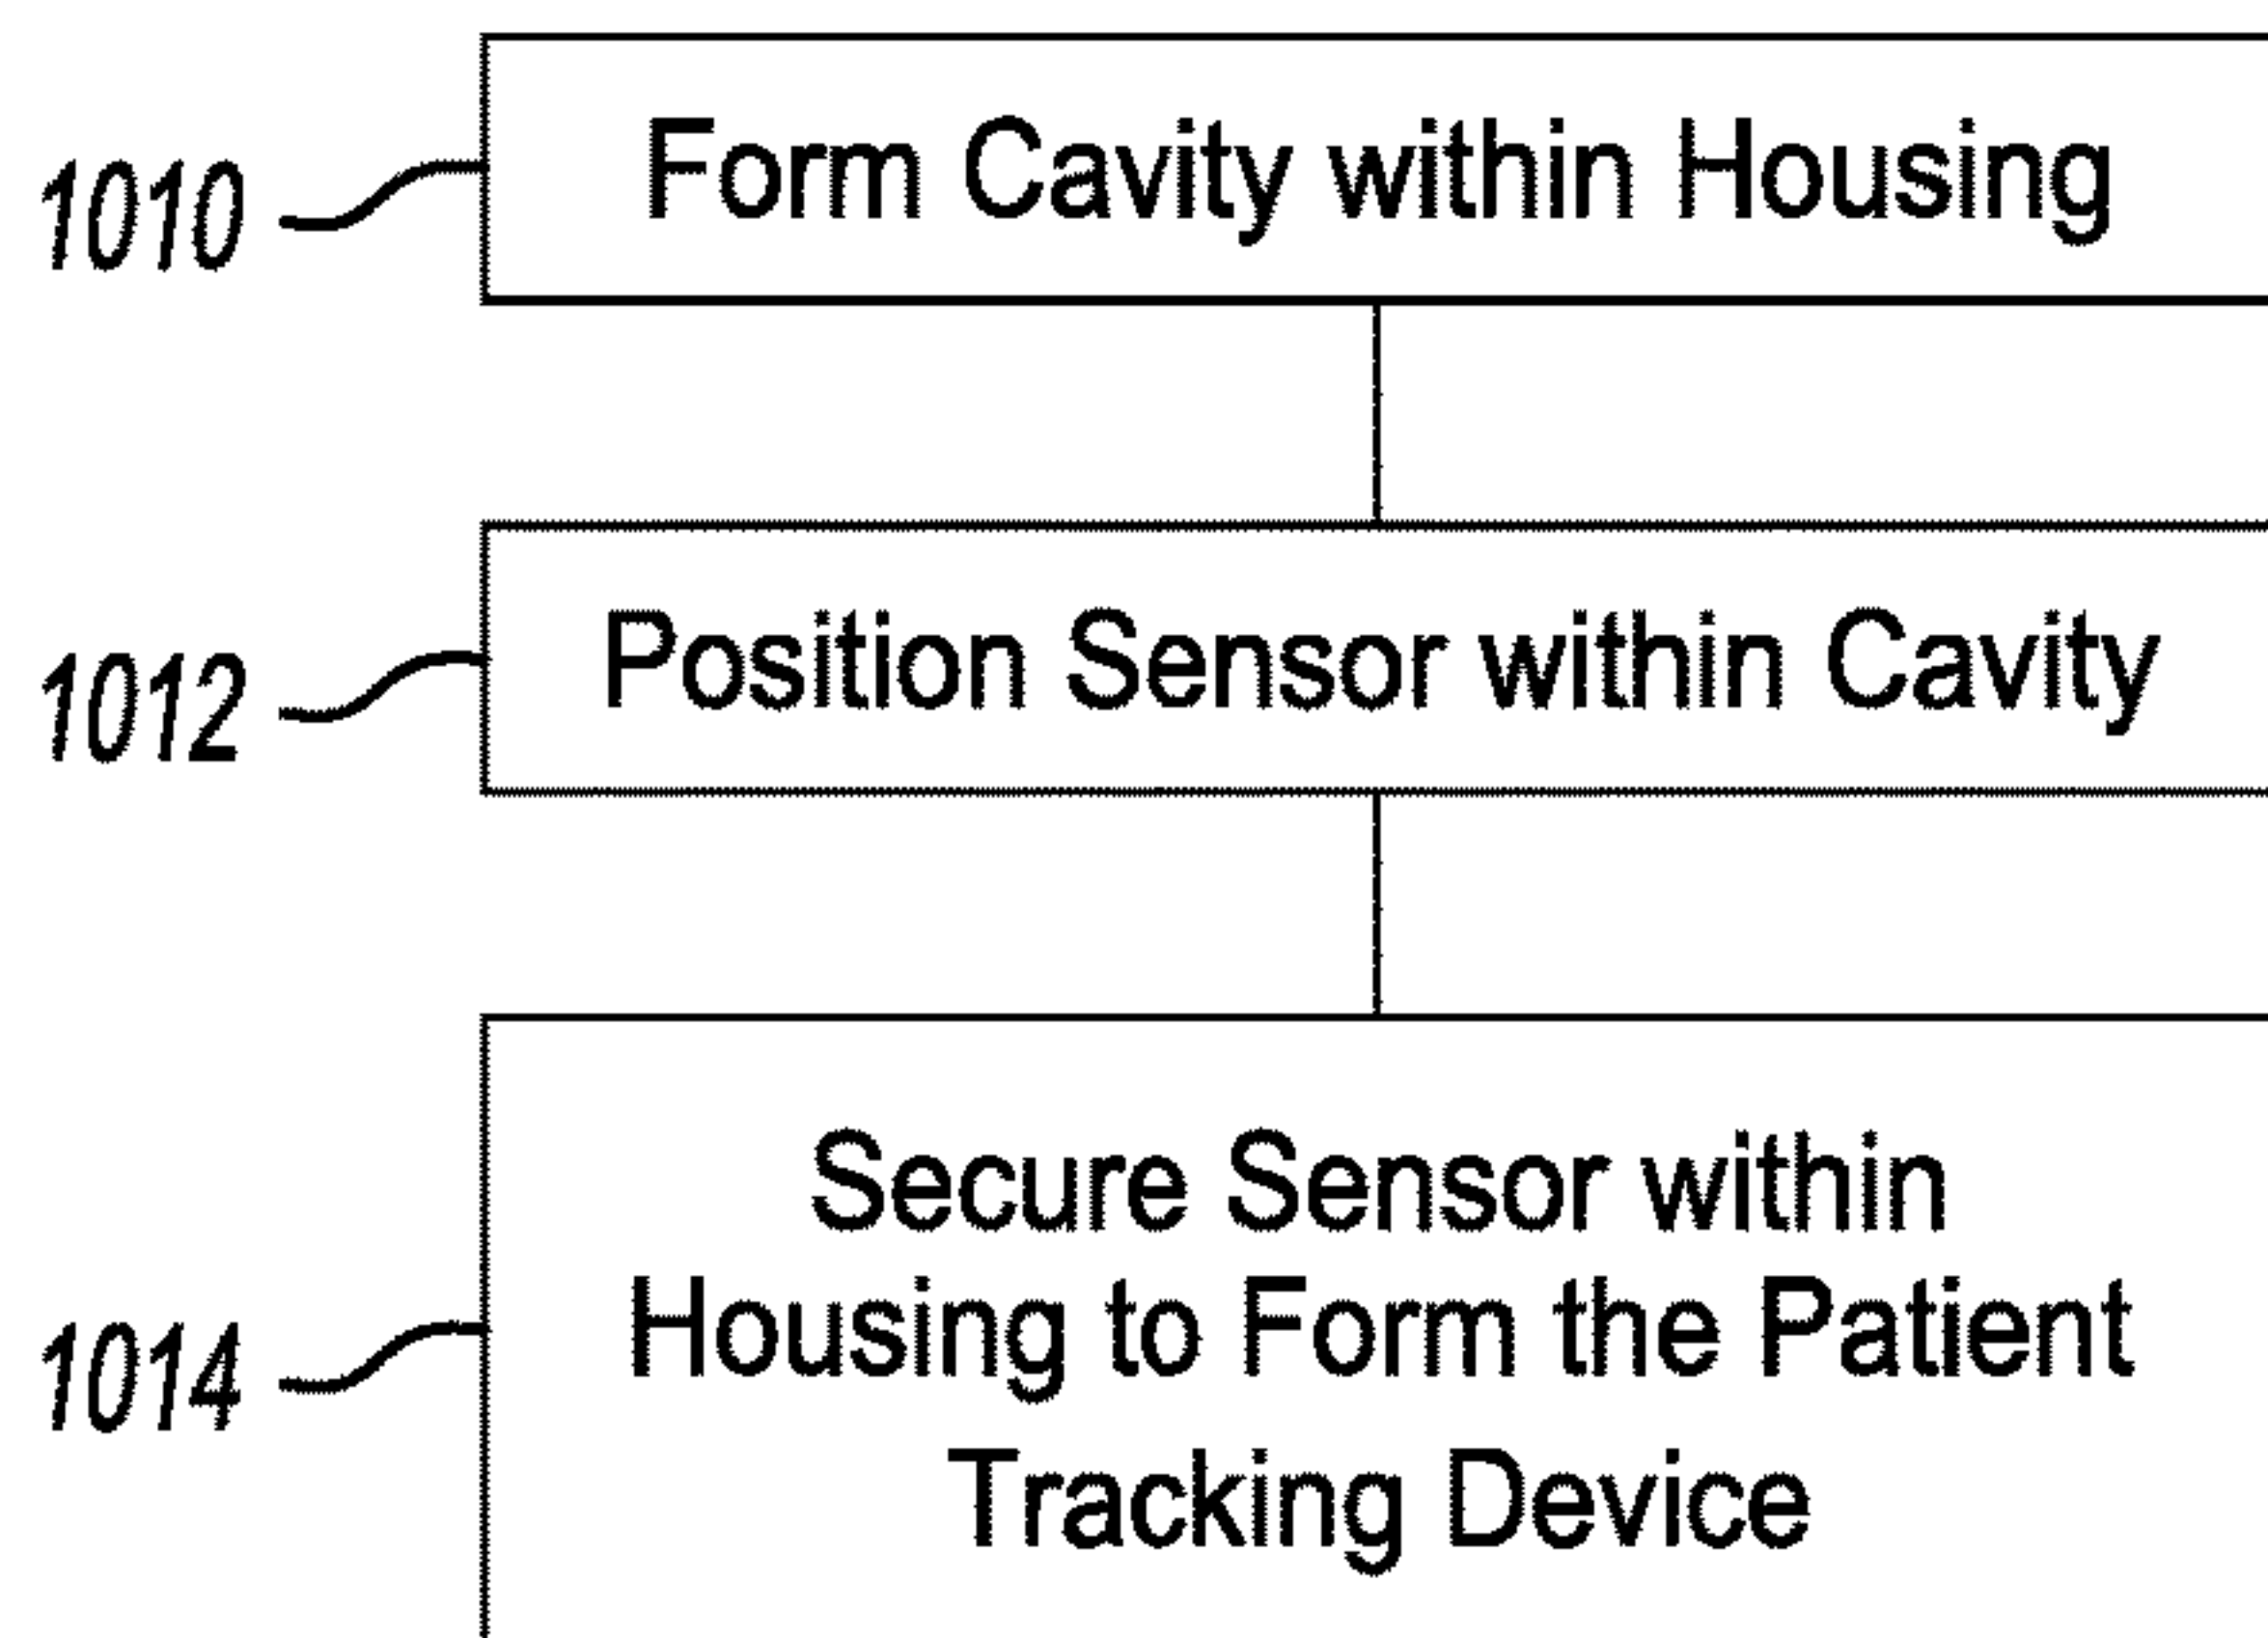 1010
Form Cavity within Housing
1012
Position Sensor within Cavity
1014
Secure Sensor within
Housing to Form the Patient
Tracking Device